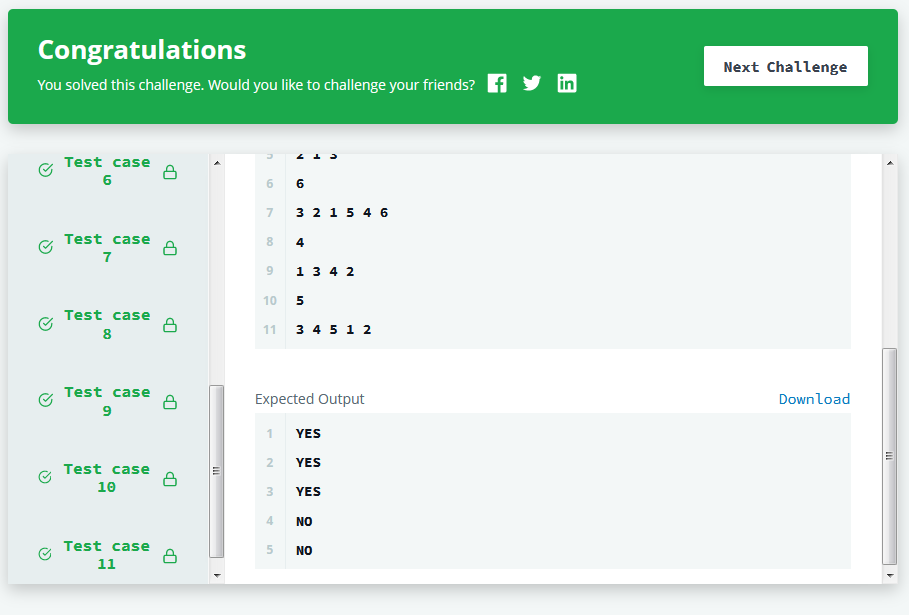 Congratulations
You solved this challenge. Would you like to challenge your friends?
Next Challenge
Test case
6
Test case
7
Test case
8
Test case
9
Test case
10
Test case
11
5 2 1 3
6 6
7 3 2 1 5 4 6
8 4
9 1 3 4 2
10 5
11 3 4 5 1 2
Expected Output
Download
1 YES
2 YES
3 YES
4 NO
5 NO